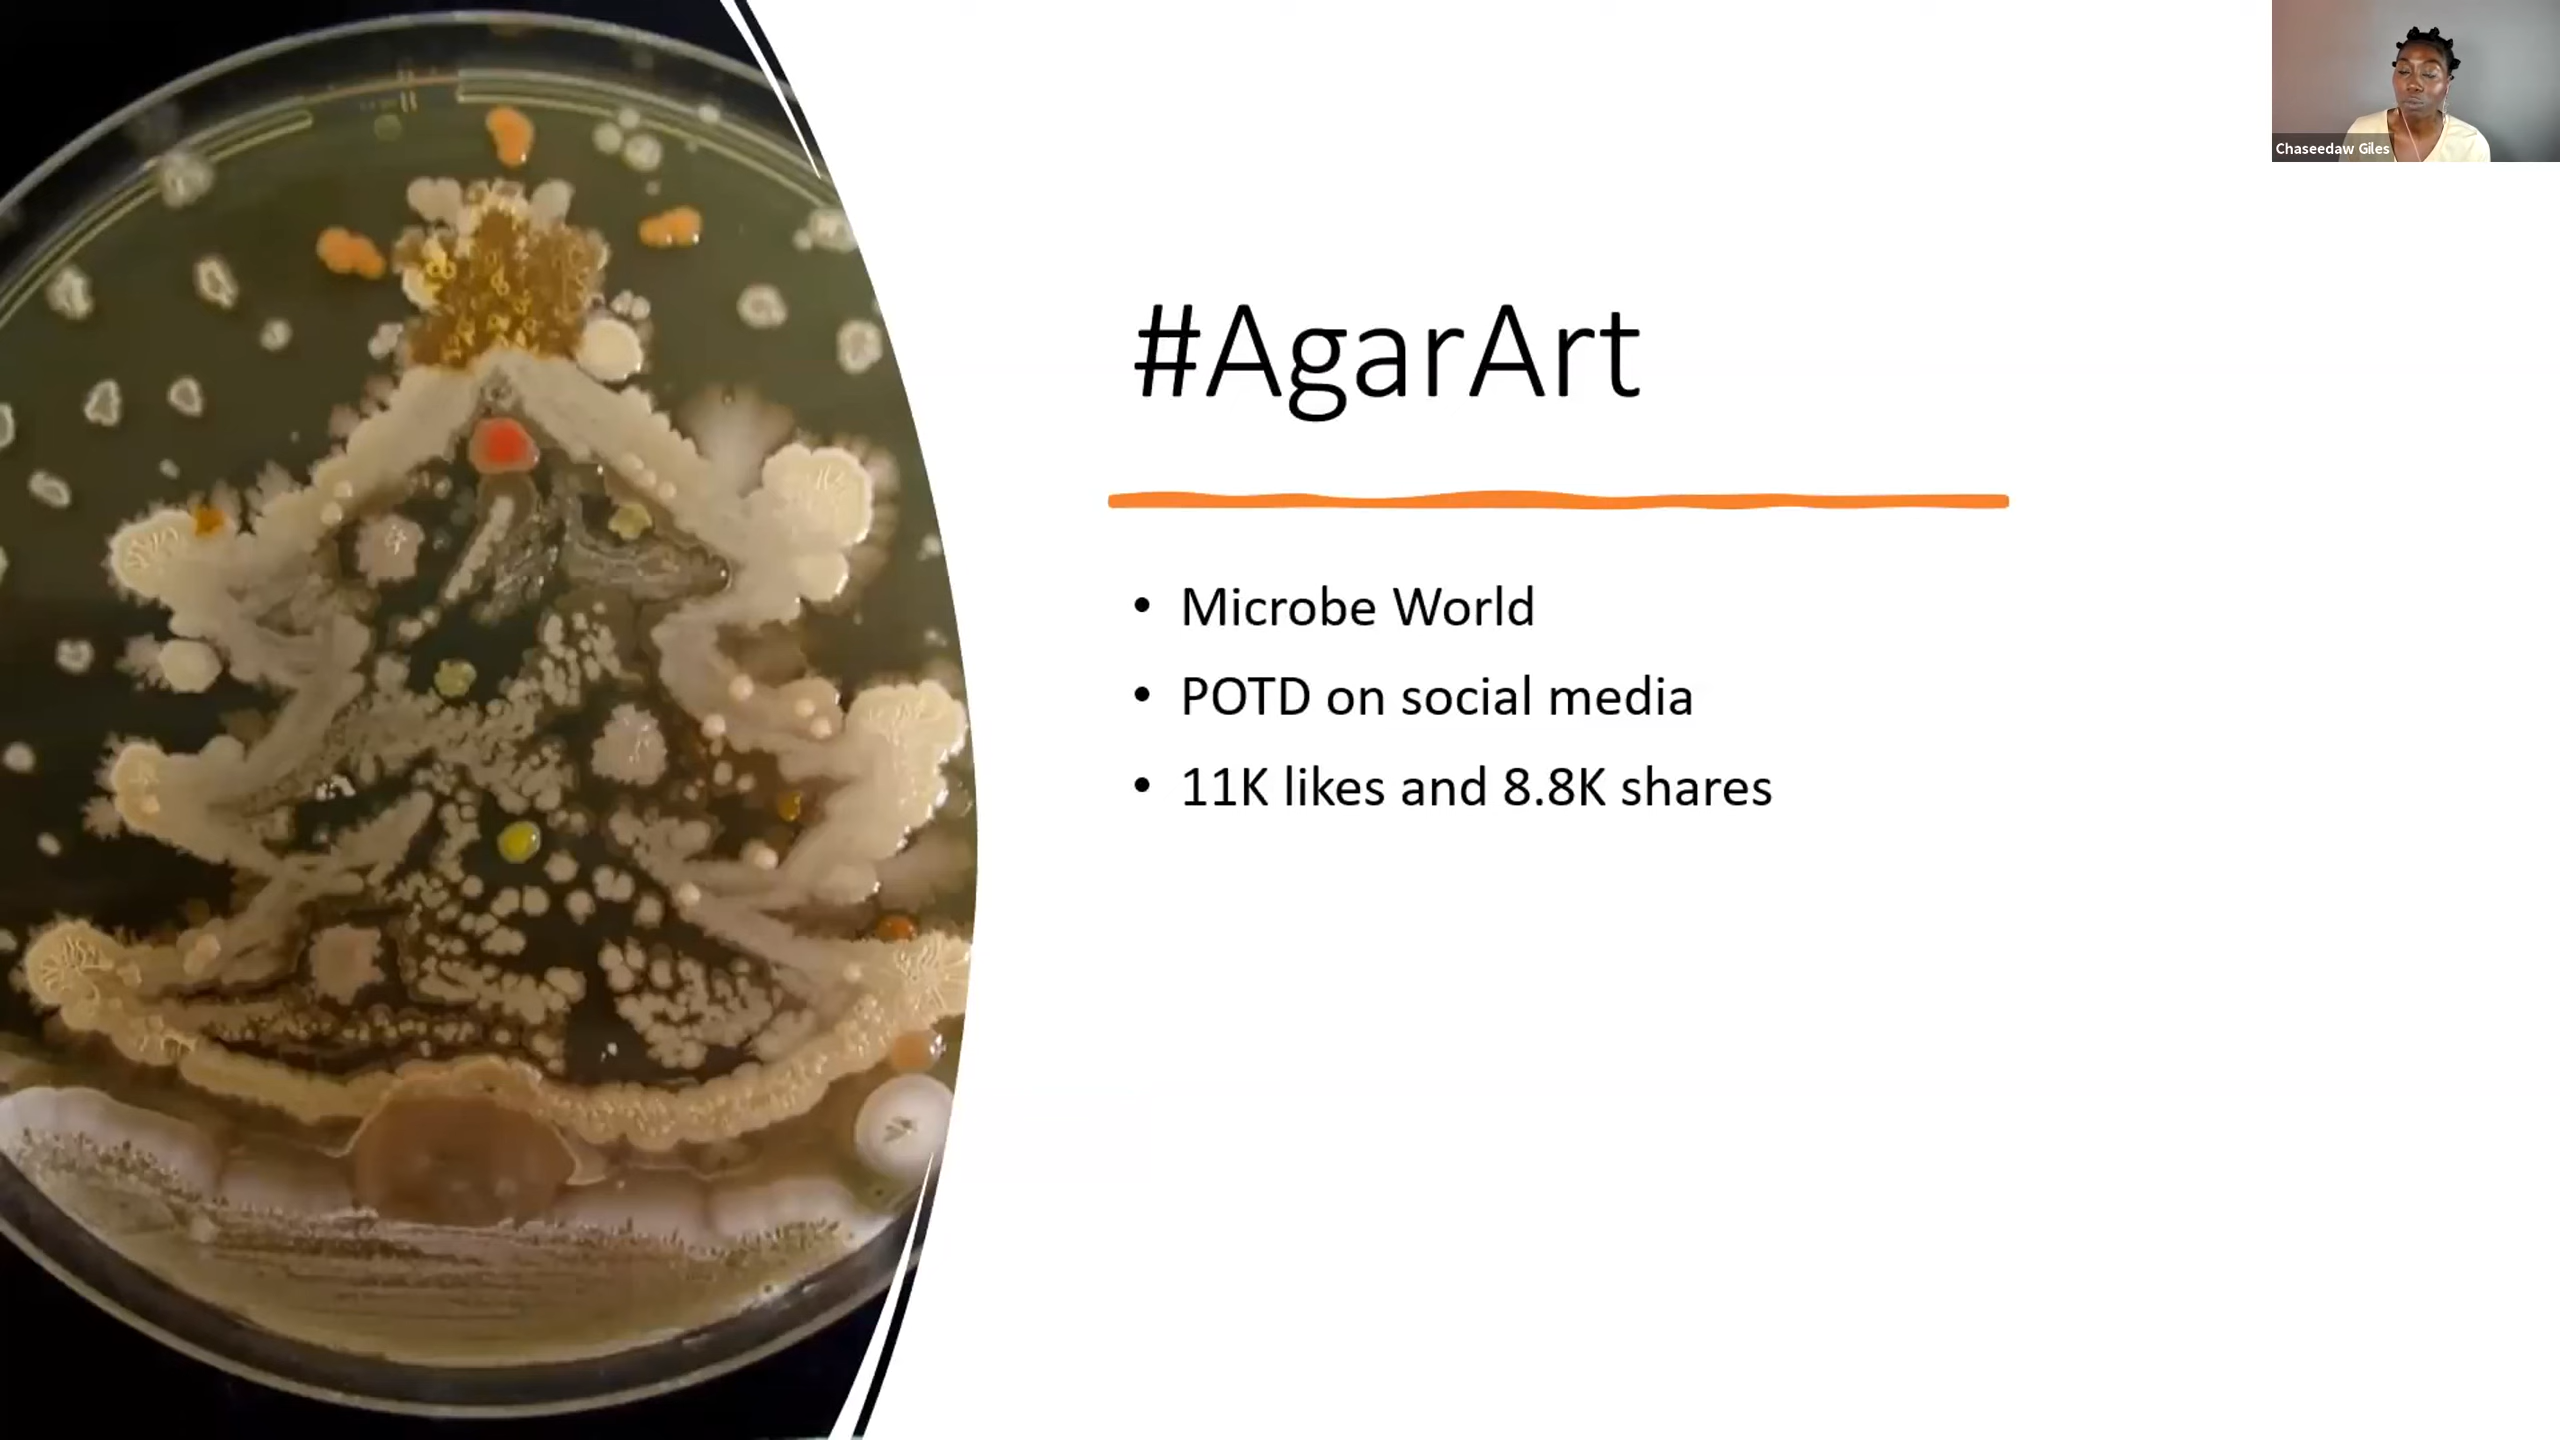 #AgarArt
• Microbe World
• POTD on social media
• 11K likes and 8.8K shares
Chaseedaw Giles